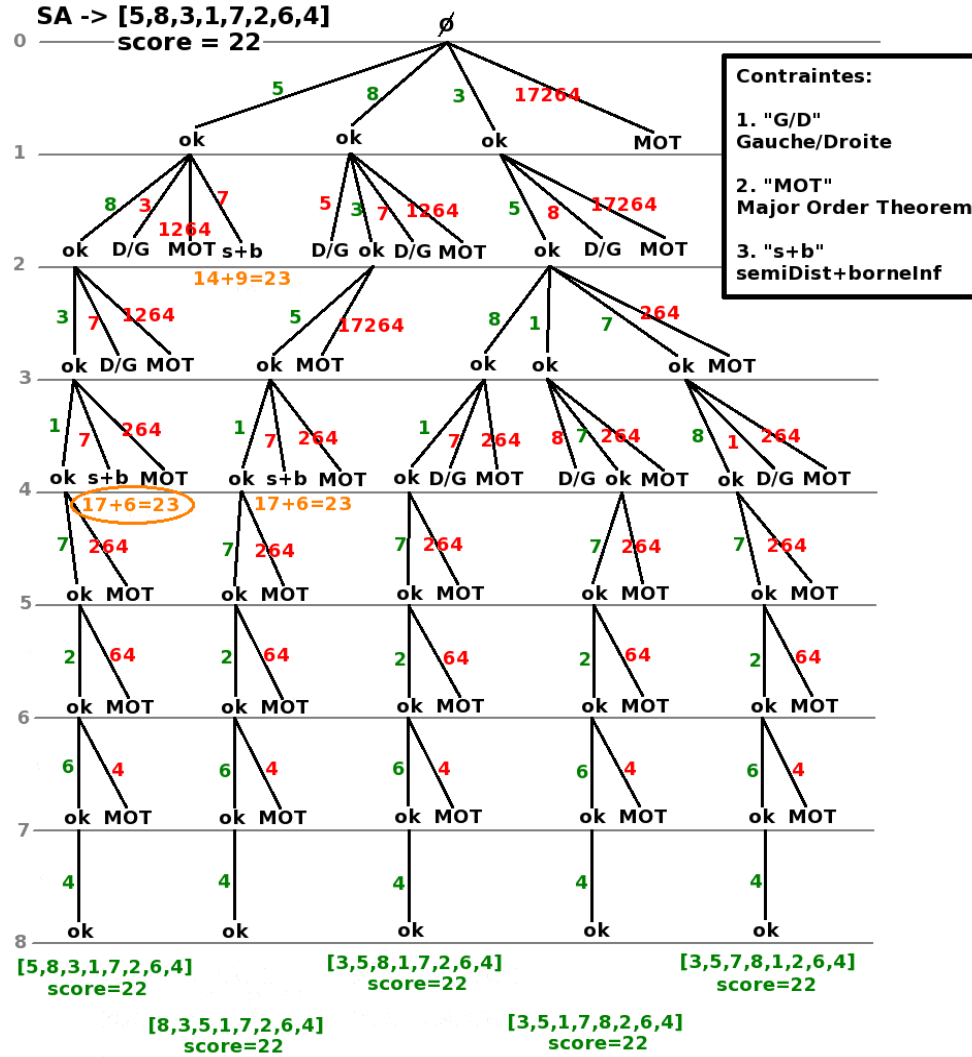 SA -> [5,8,3,1,7,2,6,4]
score = 22
ø
0
5 8 3 17264
Contraintes:
1. "G/D"
Gauche/Droite
2. "MOT"
Major Order Theorem
3. "s+b"
semiDist+borneInf
ok ok ok MOT
1
8 3 1264 7 5 3 7 1264 5 8 17264
ok D/G MOT s+b D/G ok D/G MOT ok D/G MOT
2
14+9=23
3 7 1264 5 17264 8 1 7 264
ok D/G MOT ok MOT ok ok ok MOT
3
1 7 264 1 7 264 1 7 264 8 7 264 8 1 264
ok s+b MOT ok s+b MOT ok D/G MOT D/G ok MOT ok D/G MOT
4
17+6=23 17+6=23
7 264 7 264 7 264 7 264 7 264
ok MOT ok MOT ok MOT ok MOT ok MOT
5
2 64 2 64 2 64 2 64 2 64
ok MOT ok MOT ok MOT ok MOT ok MOT
6
6 4 6 4 6 4 6 4 6 4
ok MOT ok MOT ok MOT ok MOT ok MOT
7
4 4 4 4 4
ok ok ok ok ok
8
[5,8,3,1,7,2,6,4]
score=22
[8,3,5,1,7,2,6,4]
score=22
[3,5,8,1,7,2,6,4]
score=22
[3,5,1,7,8,2,6,4]
score=22
[3,5,7,8,1,2,6,4]
score=22